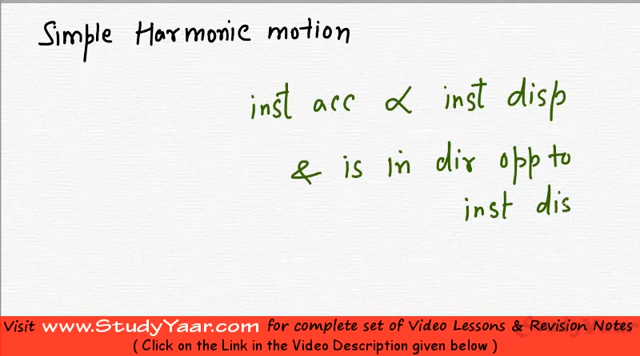 Simple Harmonic motion
inst acc ∝ inst disp
& is in dir opp to
inst dis
Visit www.StudyYaar.com for complete set of Video Lessons & Revision Notes
( Click on the Link in the Video Description given below )